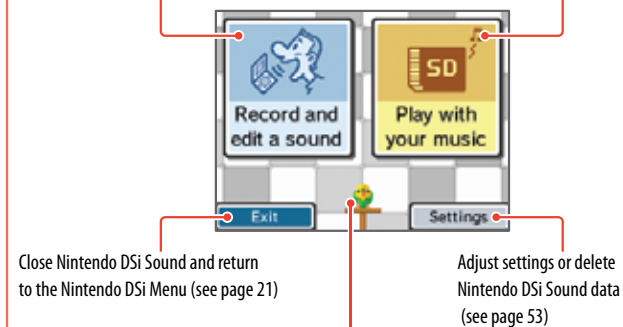 SD
Record and
edit a sound
Play with
your music
Exit
Settings
Close Nintendo DSi Sound and return
to the Nintendo DSi Menu (see page 21)
Adjust settings or delete
Nintendo DSi Sound data
(see page 53)